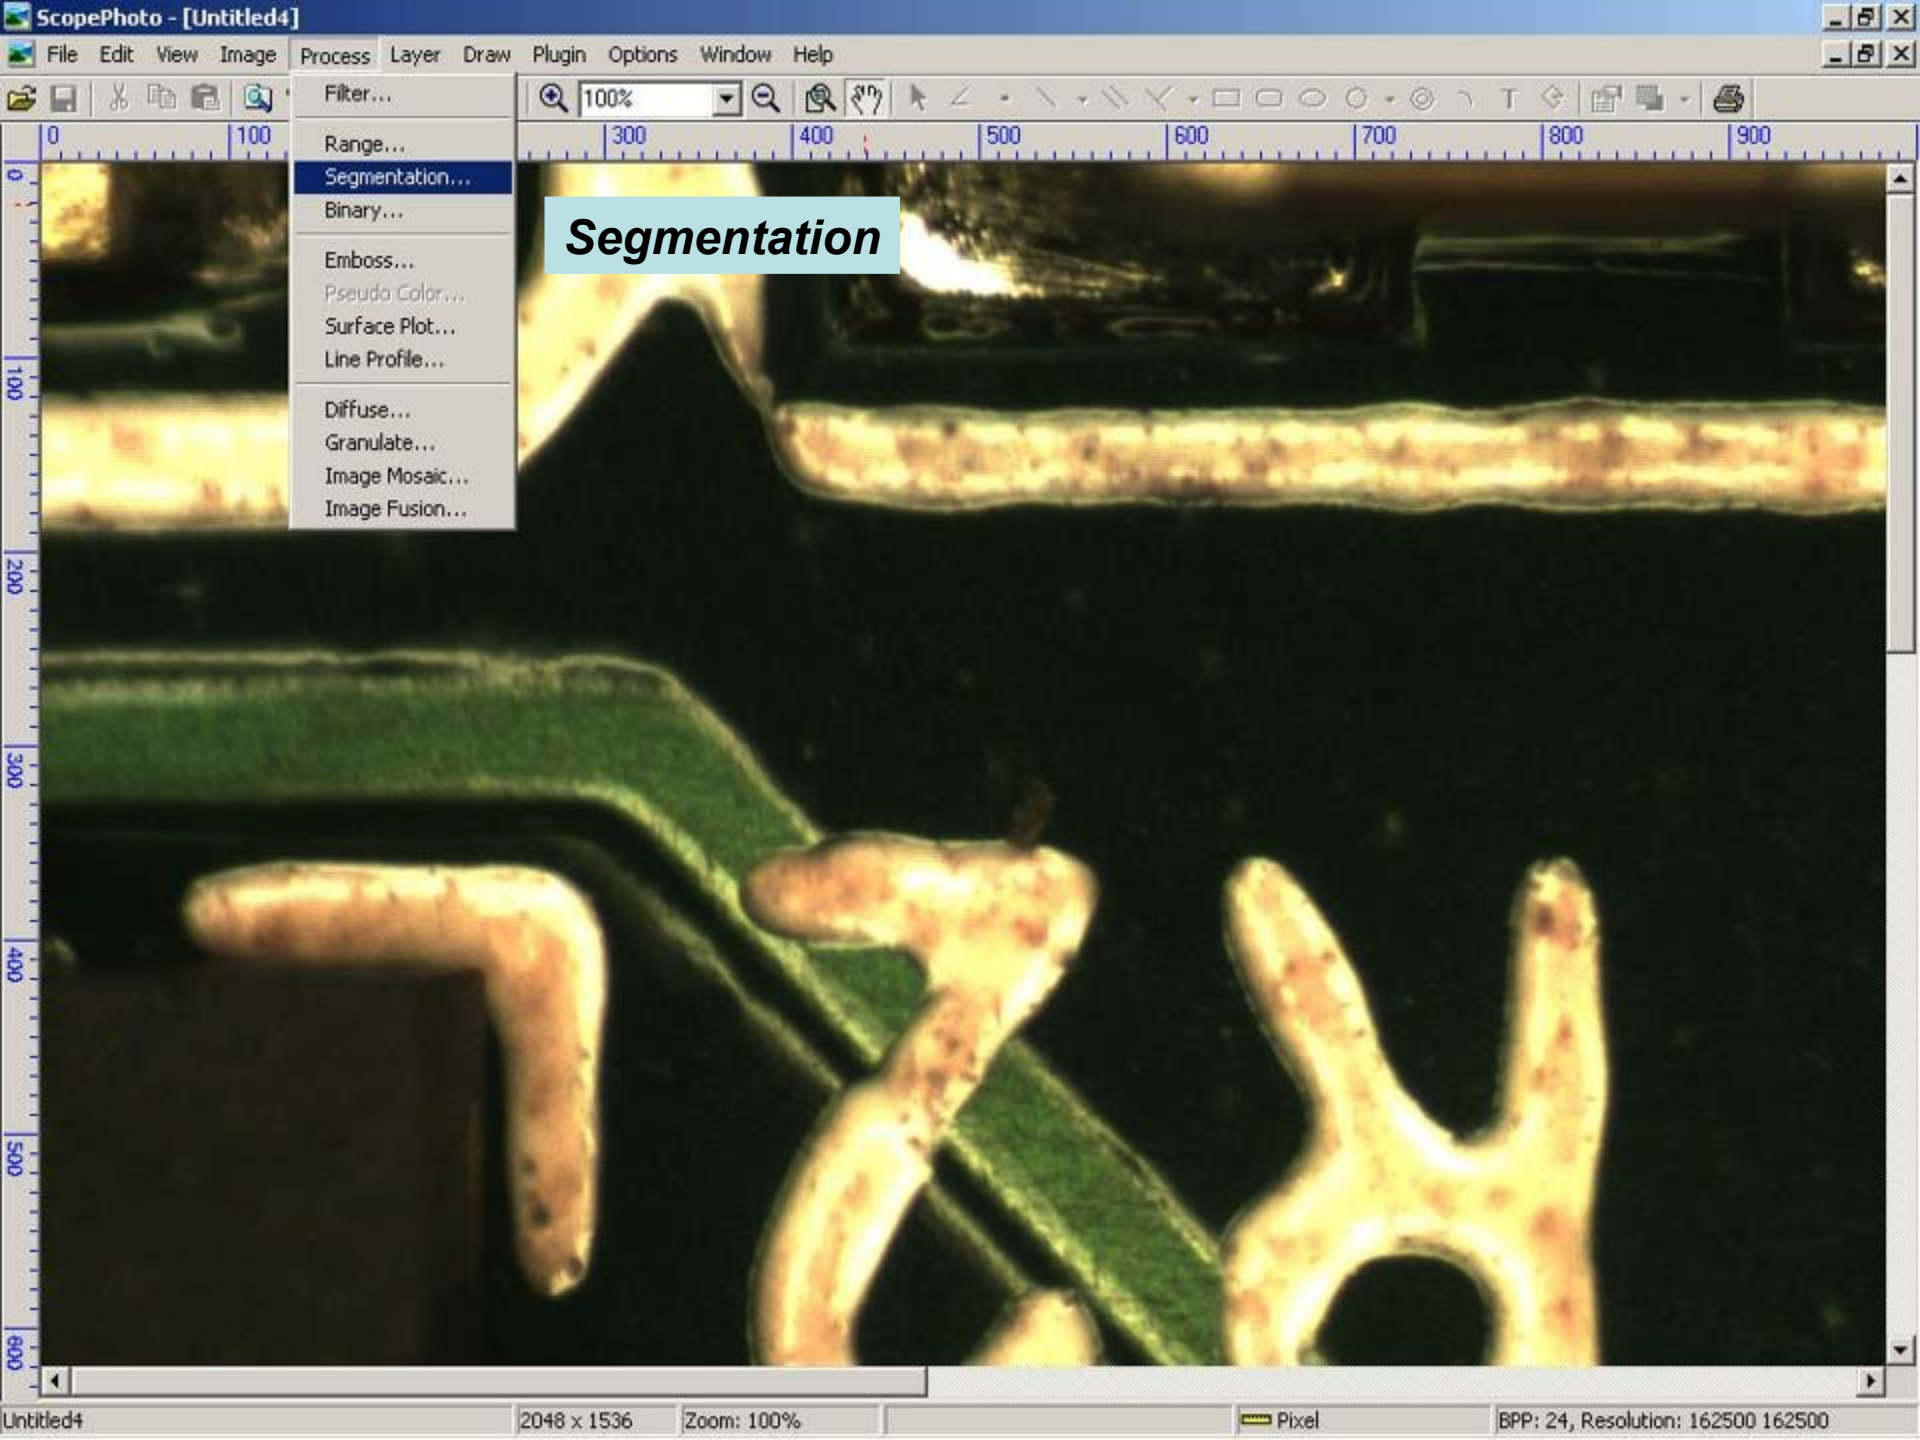 ScopePhoto - [Untitled4]
File Edit View Image Process Layer Draw Plugin Options Window Help
100%
0 100 300 400 500 600 700 800 900
Filter...
Range...
Segmentation...
Binary...
Emboss...
Pseudo Color...
Surface Plot...
Line Profile...
Diffuse...
Granulate...
Image Mosaic...
Image Fusion...
Segmentation
0
100
200
300
400
500
600
Untitled4 2048 x 1536 Zoom: 100% Pixel BPP: 24, Resolution: 162500 162500